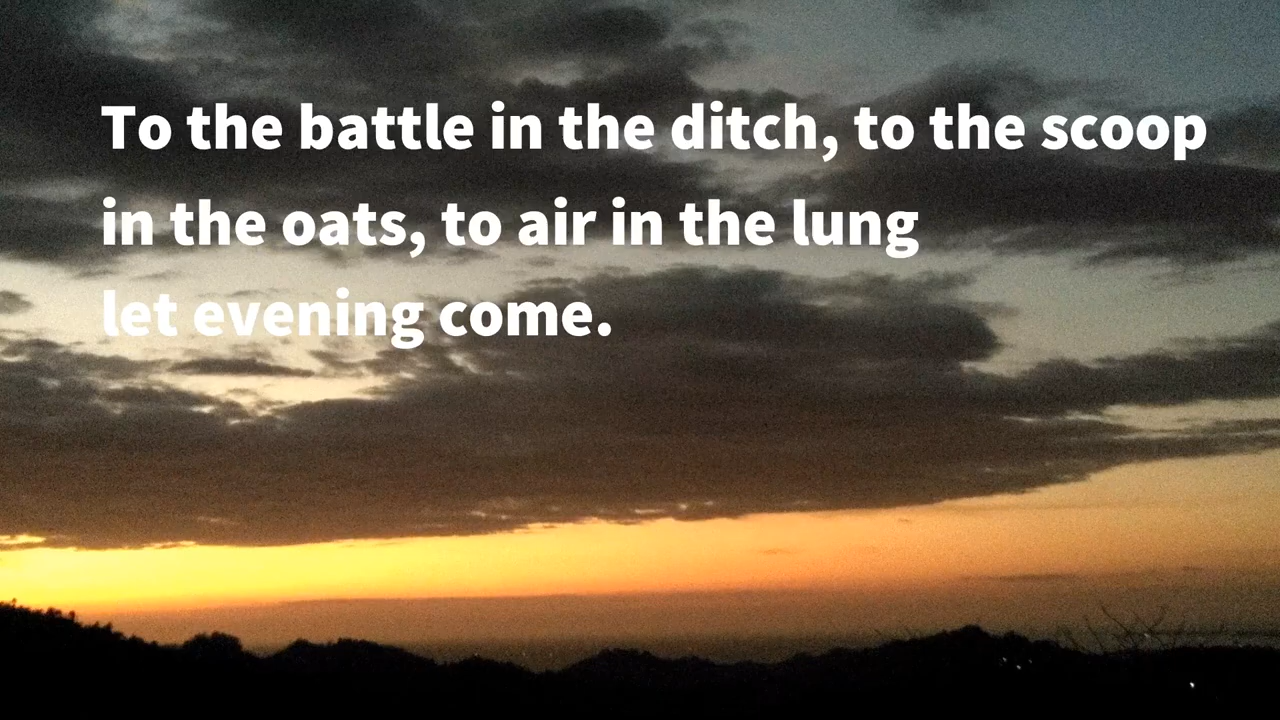 To the battle in the ditch, to the scoop
in the oats, to air in the lung
let evening come.